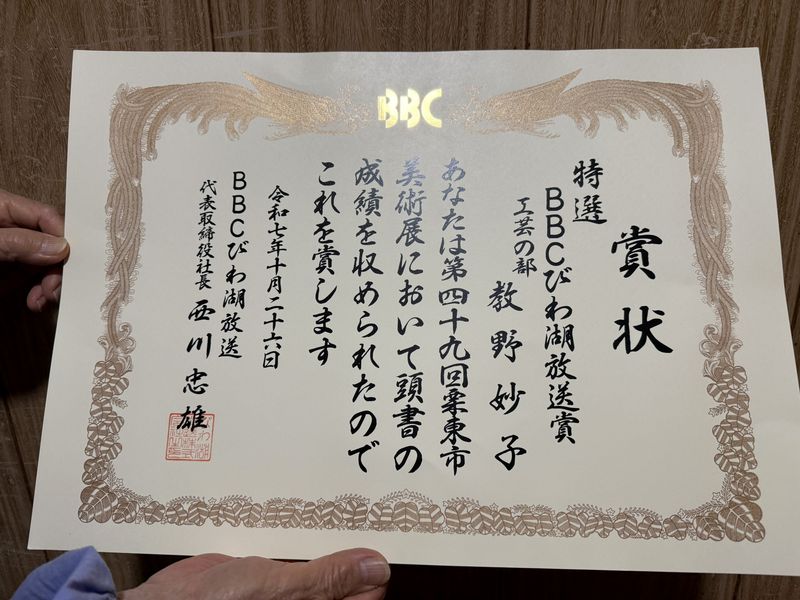 BBC
賞状
特選
BBCびわ湖放送賞
工芸の部
教野妙子
あなたは第四十九回栗東市
美術展において頭書の
成績を収められたので
これを賞します
令和七年十月二十六日
BBCびわ湖放送
代表取締役社長 西川忠雄